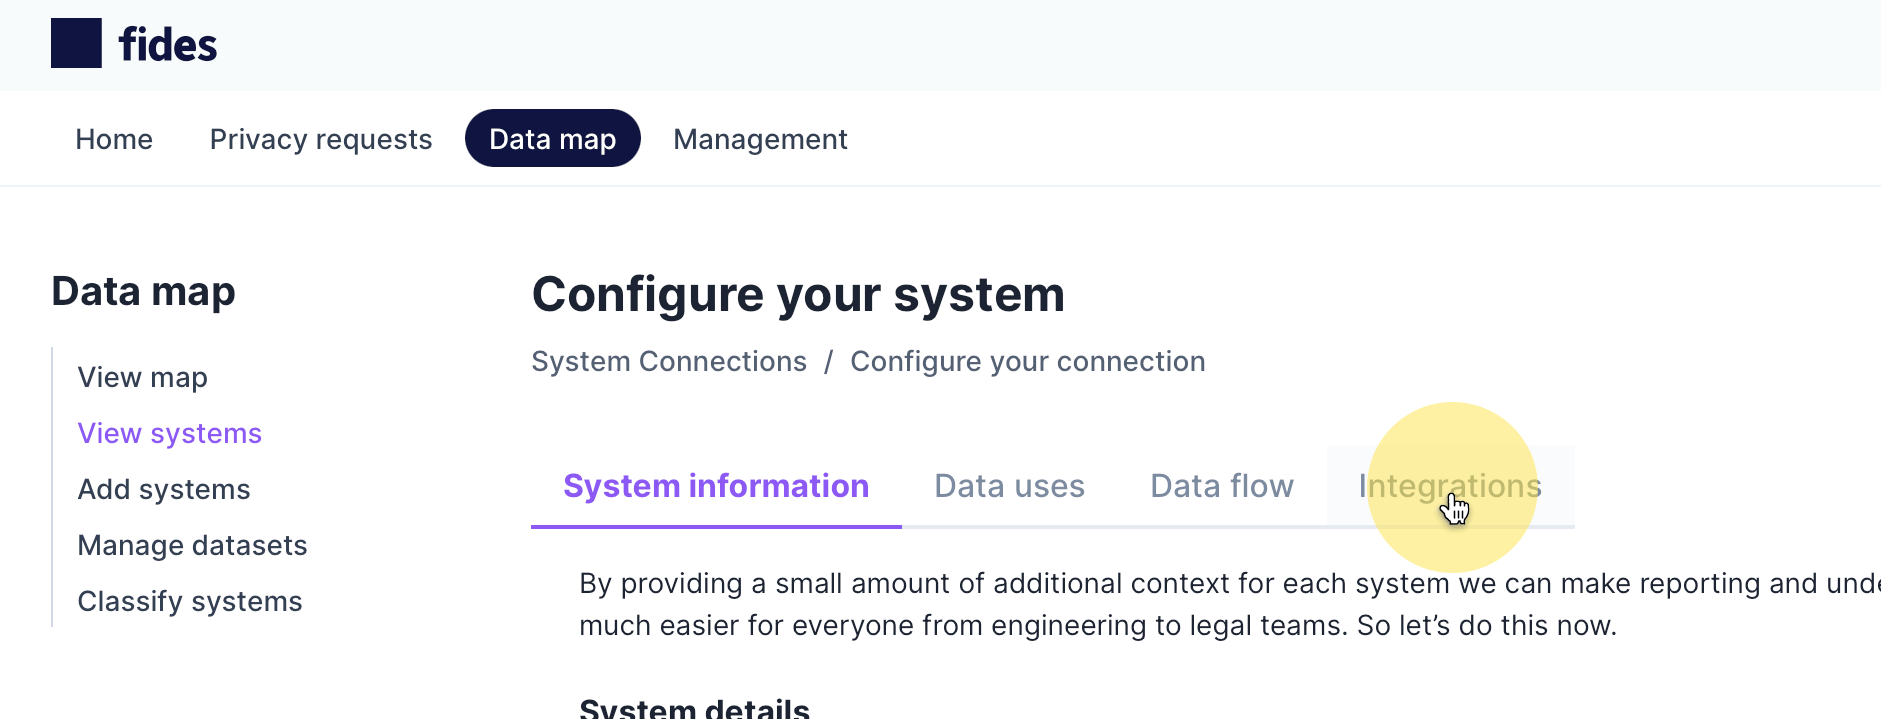 fides
Home Privacy requests Data map Management
Data map
View map
View systems
Add systems
Manage datasets
Classify systems
Configure your system
System Connections / Configure your connection
System information Data uses Data flow Integrations
By providing a small amount of additional context for each system we can make reporting and
much easier for everyone from engineering to legal teams. So let’s do this now.
System details